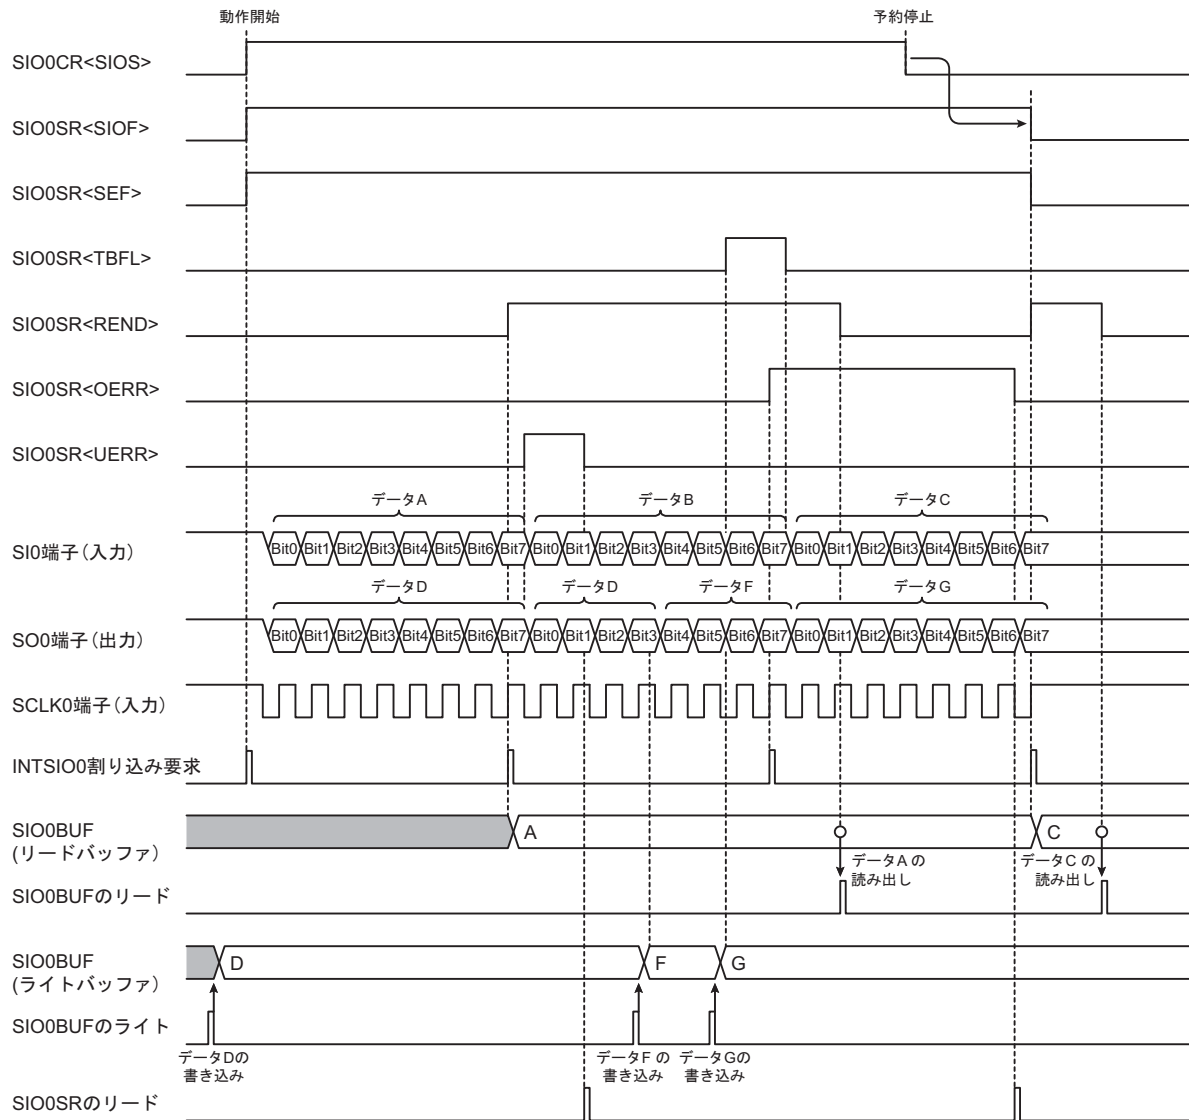 動作開始
予約停止
SIO0CR<SIOS>
SIO0SR<SIOF>
SIO0SR<SEF>
SIO0SR<TBFL>
SIO0SR<REND>
SIO0SR<OERR>
SIO0SR<UERR>
データA
データB
データC
SI0端子(入力)
Bit0 Bit1 Bit2 Bit3 Bit4 Bit5 Bit6 Bit7 Bit0 Bit1 Bit2 Bit3 Bit4 Bit5 Bit6 Bit7 Bit0 Bit1 Bit2 Bit3 Bit4 Bit5 Bit6 Bit7
データD
データD
データF
データG
SO0端子(出力)
Bit0 Bit1 Bit2 Bit3 Bit4 Bit5 Bit6 Bit7 Bit0 Bit1 Bit2 Bit3 Bit4 Bit5 Bit6 Bit7 Bit0 Bit1 Bit2 Bit3 Bit4 Bit5 Bit6 Bit7
SCLK0端子(入力)
INTSIO0割り込み要求
SIO0BUF
(リードバッファ)
A
C
データA の
読み出し
データC の
読み出し
SIO0BUFのリード
SIO0BUF
(ライトバッファ)
D
F
G
SIO0BUFのライト
データDの
書き込み
データF の
書き込み
データGの
書き込み
SIO0SRのリード